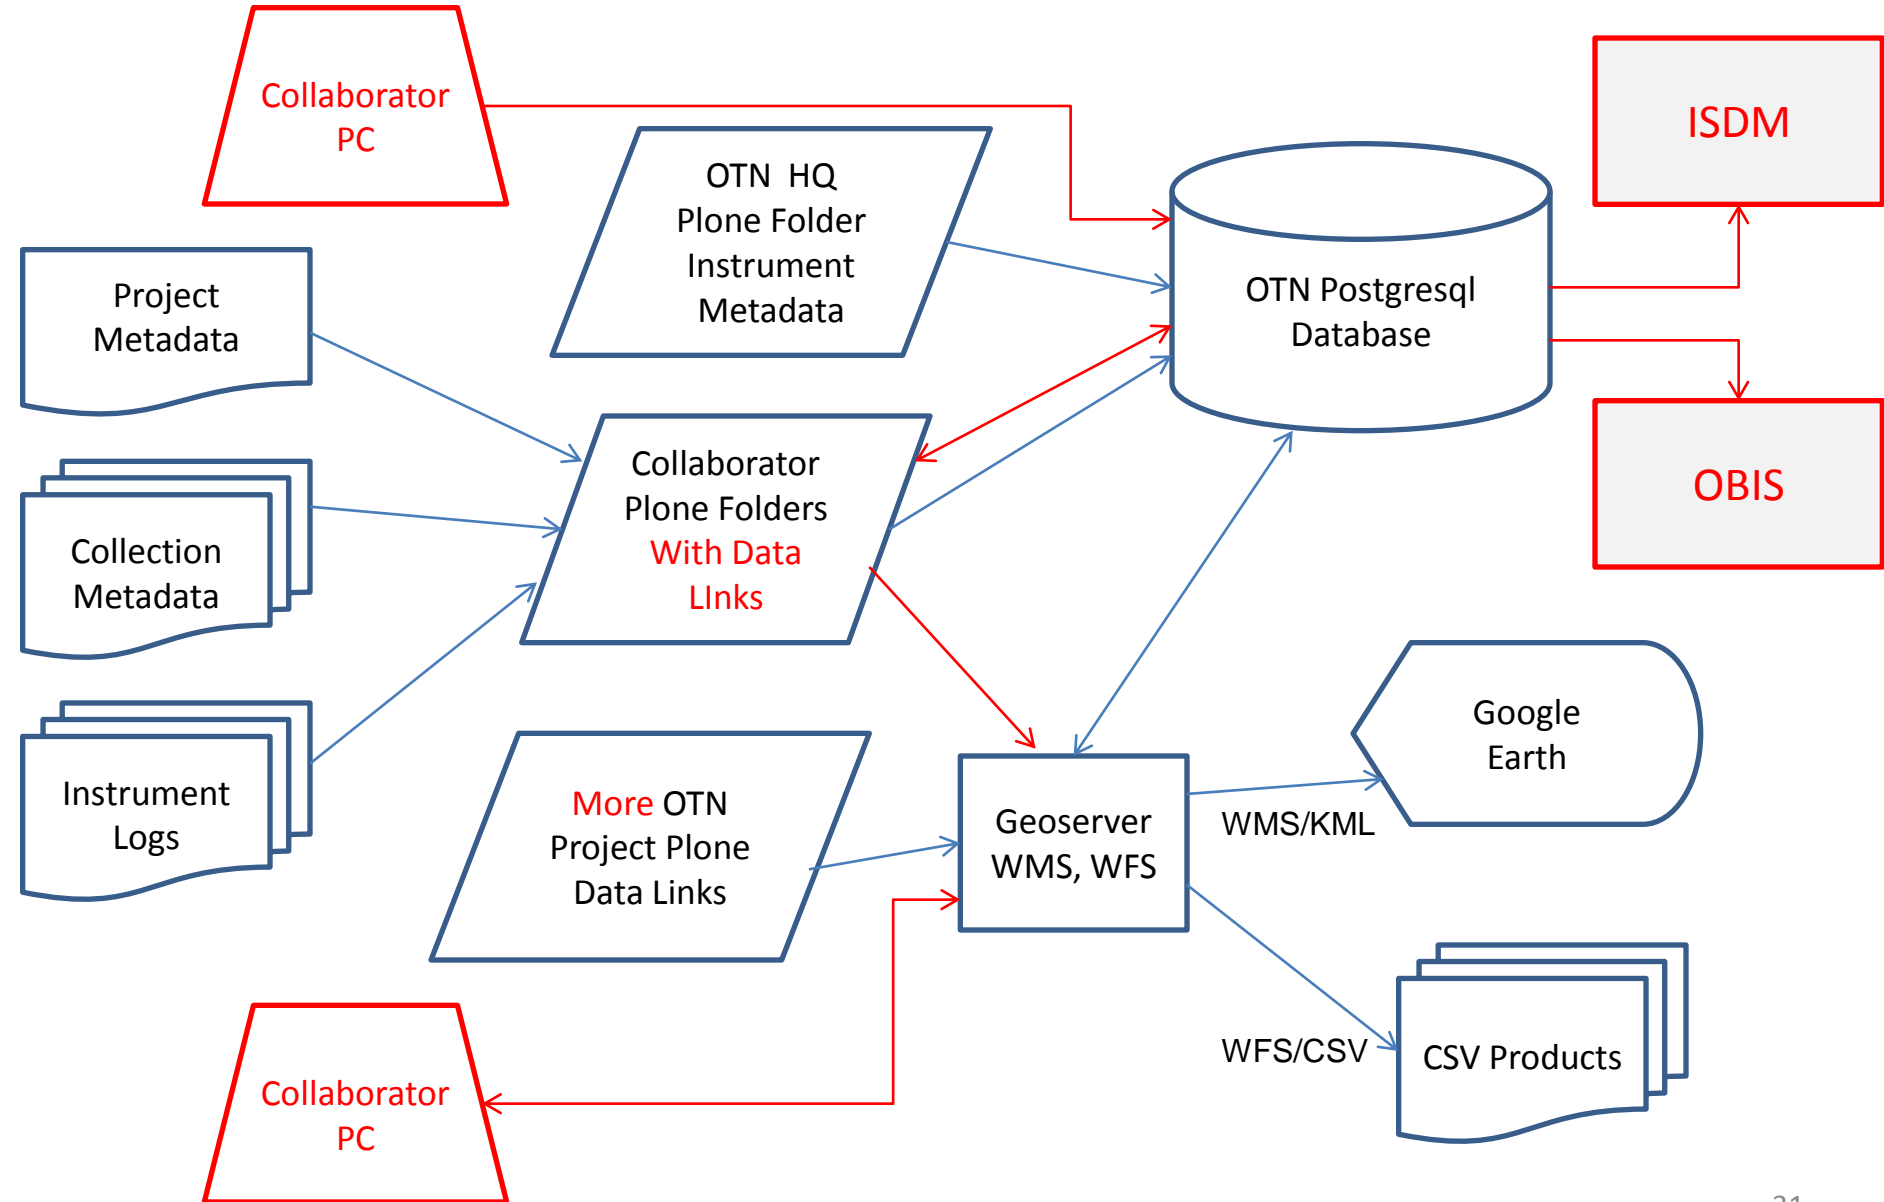 Collaborator
PC
OTN HQ
Plone Folder
Instrument
Metadata
ISDM
OTN Postgresql
Database
Project
Metadata
Collaborator
Plone Folders
With Data
LInks
OBIS
Collection
Metadata
Google
Earth
Instrument
Logs
More OTN
Project Plone
Data Links
Geoserver
WMS, WFS
WMS/KML
WFS/CSV
CSV Products
Collaborator
PC